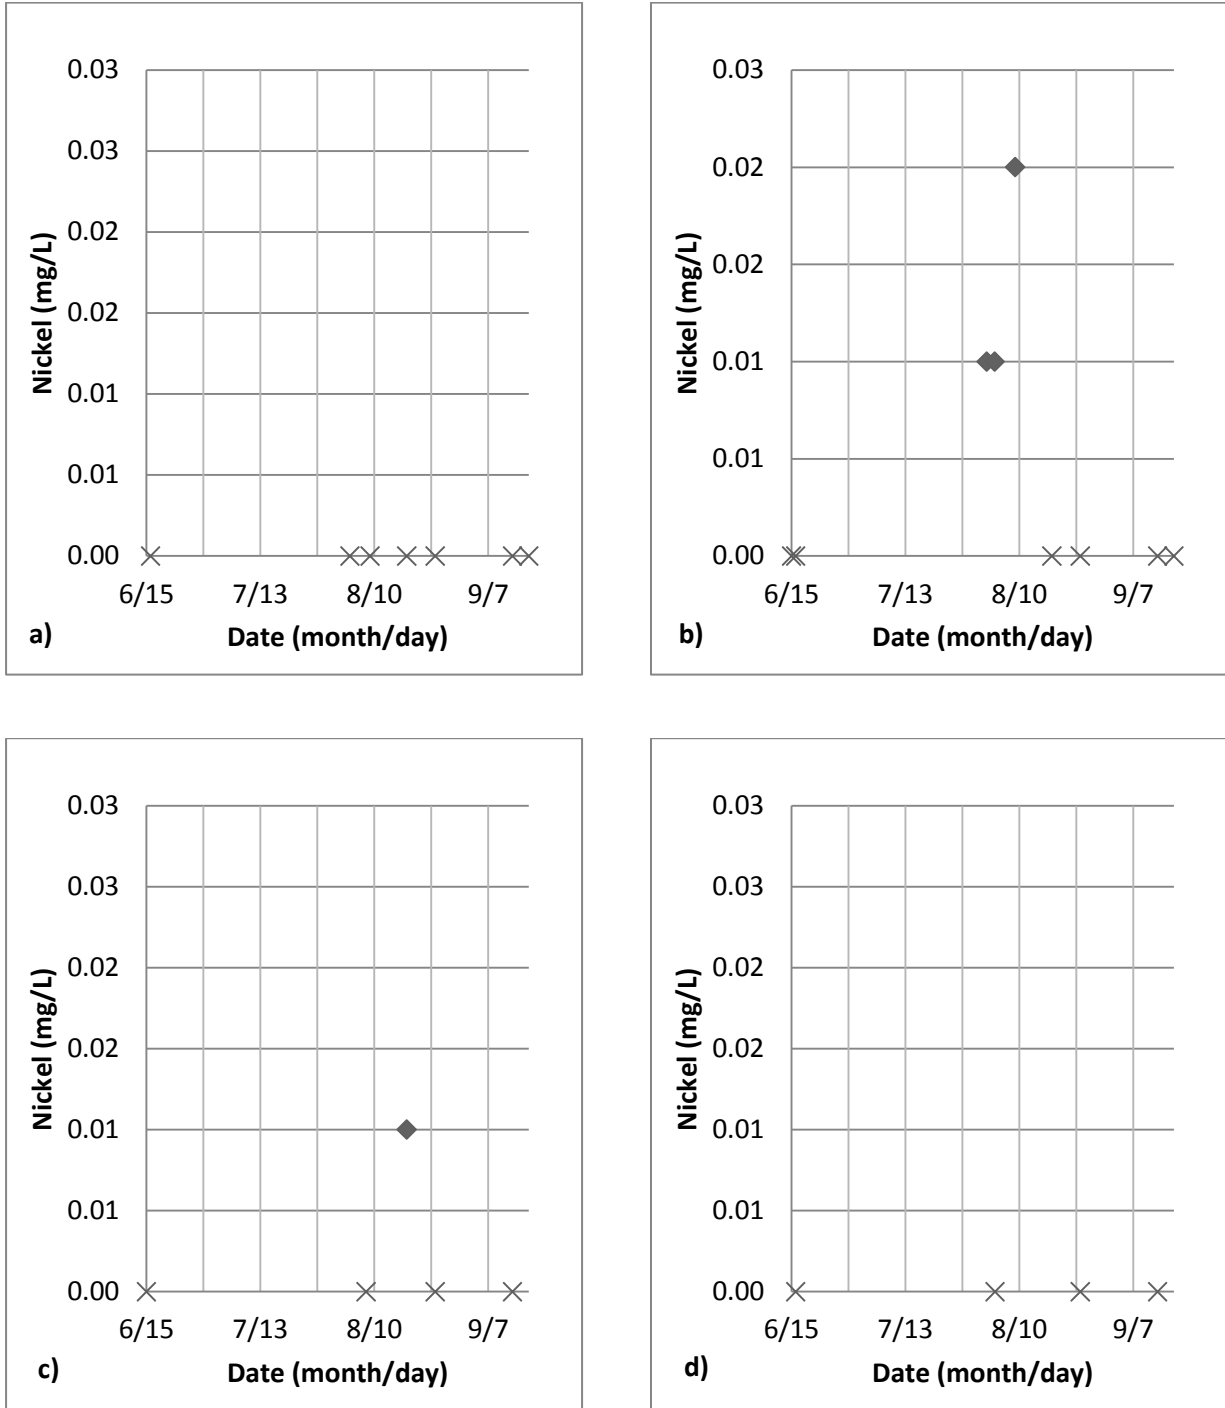 0.03
0.03
0.02
0.02
0.01
0.01
0.00
Nickel (mg/L)
6/15 7/13 8/10 9/7
a) Date (month/day)
0.03
0.02
0.02
0.01
0.01
0.00
Nickel (mg/L)
6/15 7/13 8/10 9/7
b) Date (month/day)
0.03
0.03
0.02
0.02
0.01
0.01
0.00
Nickel (mg/L)
6/15 7/13 8/10 9/7
c) Date (month/day)
0.03
0.03
0.02
0.02
0.01
0.01
0.00
Nickel (mg/L)
6/15 7/13 8/10 9/7
d) Date (month/day)